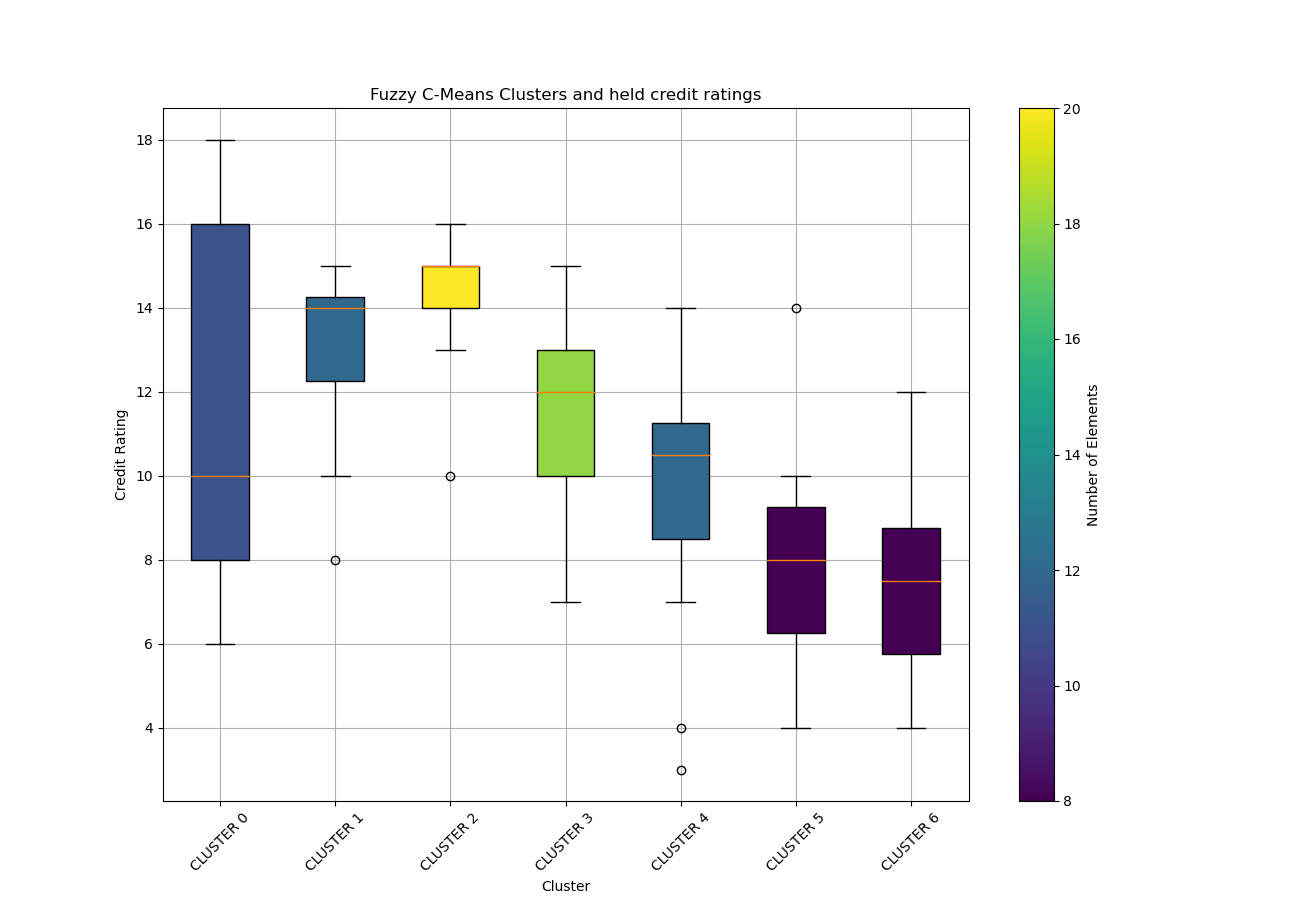 Fuzzy C-Means Clusters and held credit ratings
18
16
14
12
10
8
6
4
Credit Rating
CLUSTER 0
CLUSTER 1
CLUSTER 2
CLUSTER 3
CLUSTER 4
CLUSTER 5
CLUSTER 6
Cluster
20
18
16
14
12
10
8
Number of Elements